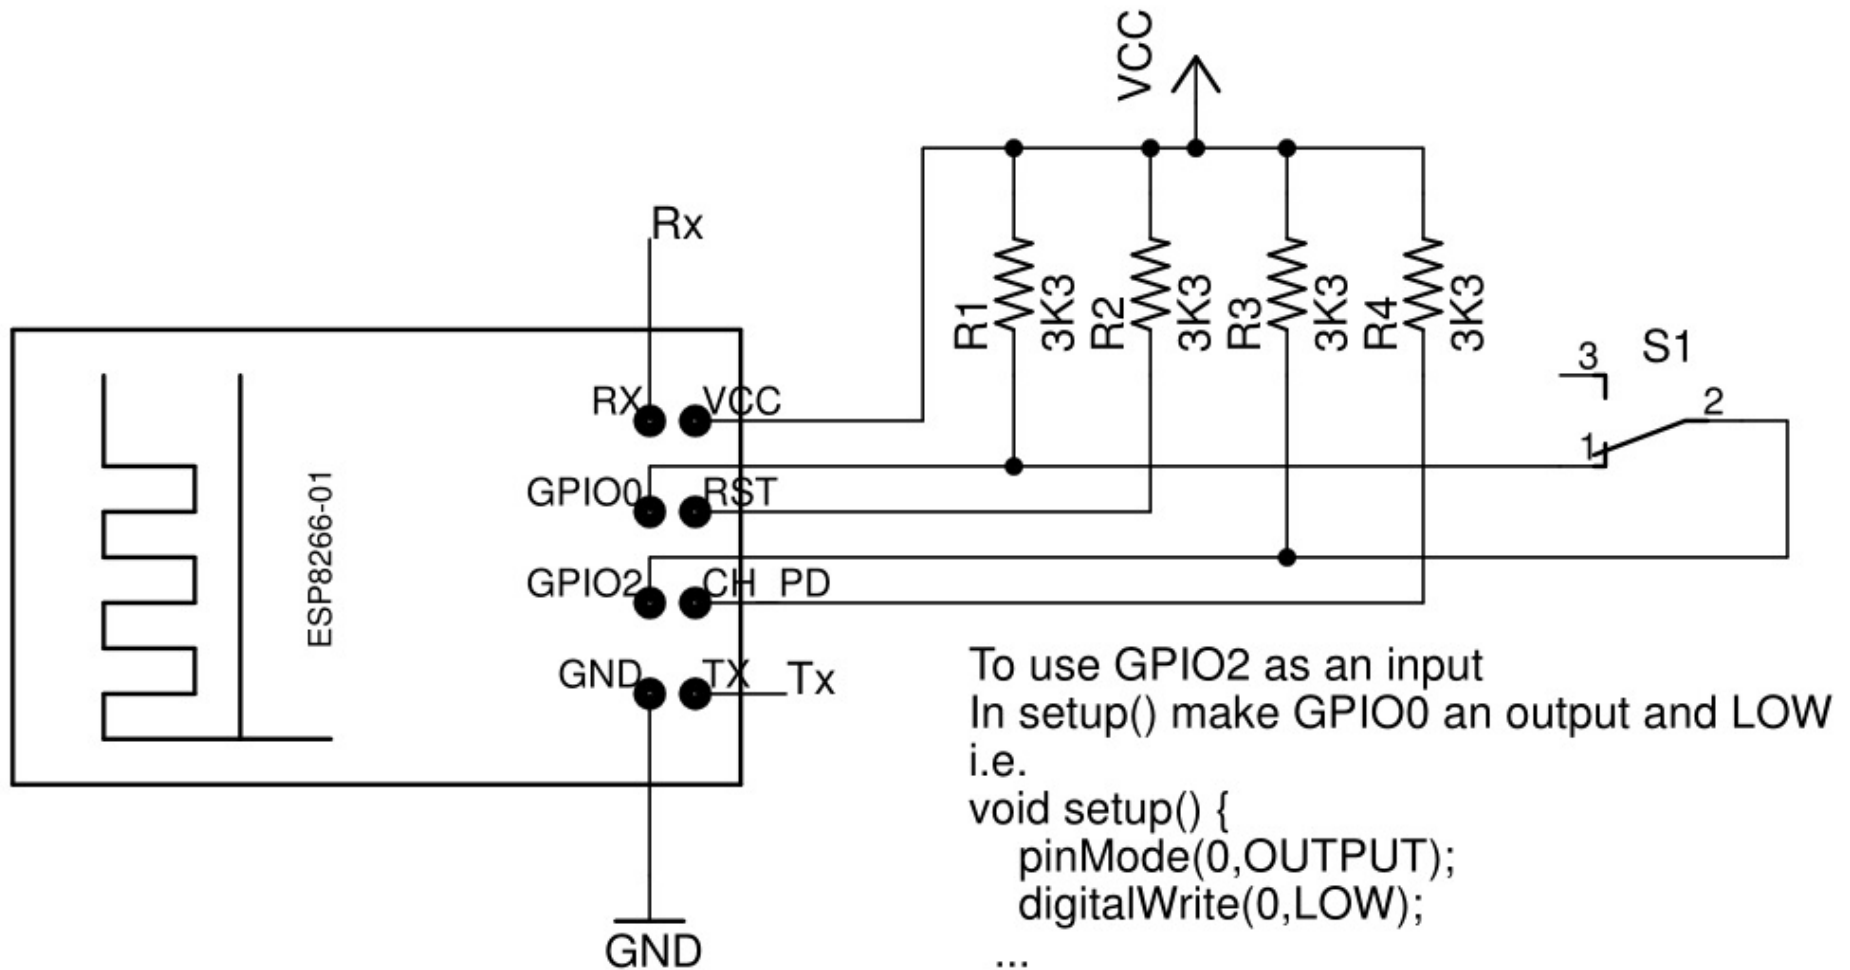 VCC
Rx
R1
3K3
R2
3K3
R3
3K3
R4
3K3
3
S1
2
1
RX
VCC
GPIO0
RST
GPIO2
CH_PD
GND
TX
Tx
ESP8266-01
GND
To use GPIO2 as an input
In setup() make GPIO0 an output and LOW
i.e.
void setup() {
pinMode(0,OUTPUT);
digitalWrite(0,LOW);
...